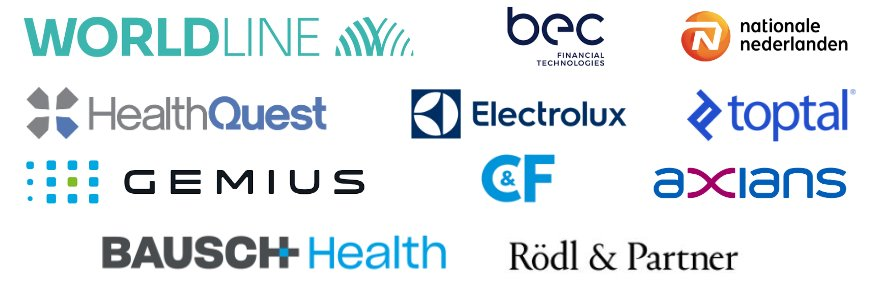 WORLDLINE
bec
FINANCIAL
TECHNOLOGIES
nationale
nederlanden
HealthQuest
Electrolux
toptal®
GEMIUS
C&F
axians
BAUSCH+Health
Rödl & Partner